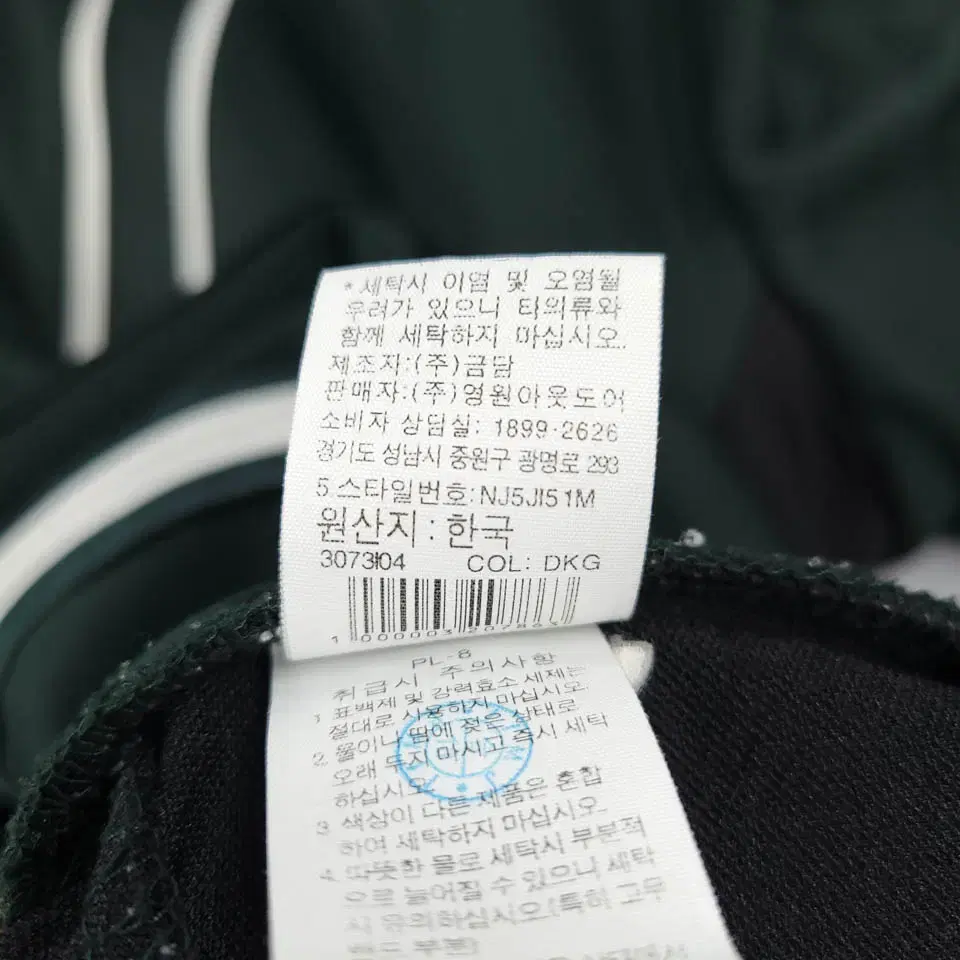 * 세탁시 이염 및 오염될
우려가 있으니 타의류와
함께 세탁하지 마십시오.
제조자:(주)금담
판매자:(주)영원아웃도어
소비자 상담실: 1899-2626
경기도 성남시 중원구 광명로 293
5.스타일번호:NJ5JI51M
원산지: 한국
3073104 COL: DKG
PL-8
취급시 주의사항
1. 표백제 및 강력효소 세제는
절대로 사용하지 마십시오.
2. 물이나 땀에 젖은 상태로
오래 두지 마시고 즉시 세탁
하십시오.
3. 색상이 다른 제품은 혼합
하여 세탁하지 마십시오.
4. 따뜻한 물로 세탁시 부분적
으로 늘어질 수 있으니 세탁
시 유의하십시오(특히 고무
밴드 부분)